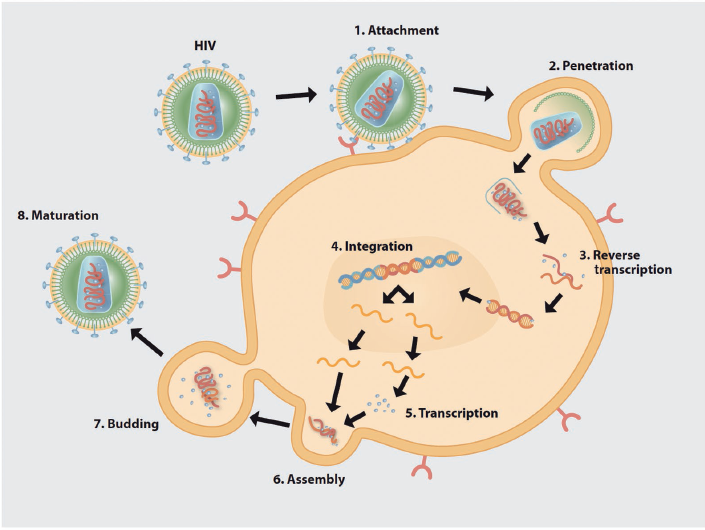 HIV
1. Attachment
2. Penetration
3. Reverse
transcription
4. Integration
5. Transcription
6. Assembly
7. Budding
8. Maturation